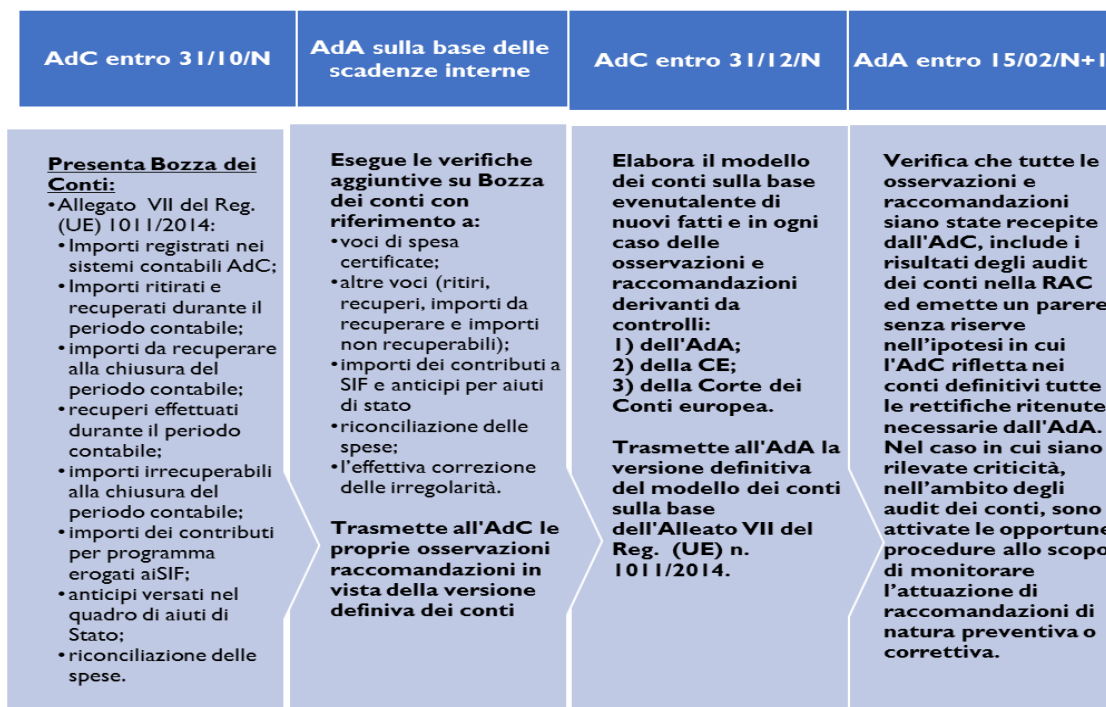 AdC entro 31/10/N
AdA sulla base delle
scadenze interne
AdC entro 31/12/N
AdA entro 15/02/N+1
Presenta Bozza dei
Conti:
•Allegato VII del Reg.
(UE) 1011/2014:
•Importi registrati nei
sistemi contabili AdC;
•Importi ritirati e
recuperati durante il
periodo contabile;
•importi da recuperare
alla chiusura del
periodo contabile;
•recuperi effettuati
durante il periodo
contabile;
•importi irrecuperabili
alla chiusura del
periodo contabile;
•importi dei contributi
per programma
erogati aiSIF;
•anticipi versati nel
quadro di aiuti di
Stato;
•riconciliazione delle
spese.
Esegue le verifiche
aggiuntive su Bozza
dei conti con
riferimento a:
•voci di spesa
certificate;
•altre voci (ritiri,
recuperi, importi da
recuperare e importi
non recuperabili);
•importi dei contributi a
SIF e anticipi per aiuti
di stato
•riconciliazione delle
spese;
•l'effettiva correzione
delle irregolarità.
Trasmette all'AdC le
proprie osservazioni
raccomandazioni in
vista della versione
definiva dei conti
Elabora il modello
dei conti sulla base
evenutalente di
nuovi fatti e in ogni
caso delle
osservazioni e
raccomandazioni
derivanti da
controlli:
1) dell'AdA;
2) della CE;
3) della Corte dei
Conti europea.
Trasmette all'AdA la
versione definitiva
del modello dei conti
sulla base
dell'Alleato VII del
Reg. (UE) n.
1011/2014.
Verifica che tutte le
osservazioni e
raccomandazioni
siano state recepite
dall'AdC, include i
risultati degli audit
dei conti nella RAC
ed emette un parere
senza riserve
nell'ipotesi in cui
l'AdC rifletta nei
conti definitivi tutte
le rettifiche ritenute
necessarie dall'AdA.
Nel caso in cui siano
rilevate criticità,
nell'ambito degli
audit dei conti, sono
attivate le opportune
procedure allo scopo
di monitorare
l'attuazione di
raccomandazioni di
natura preventiva o
correttiva.